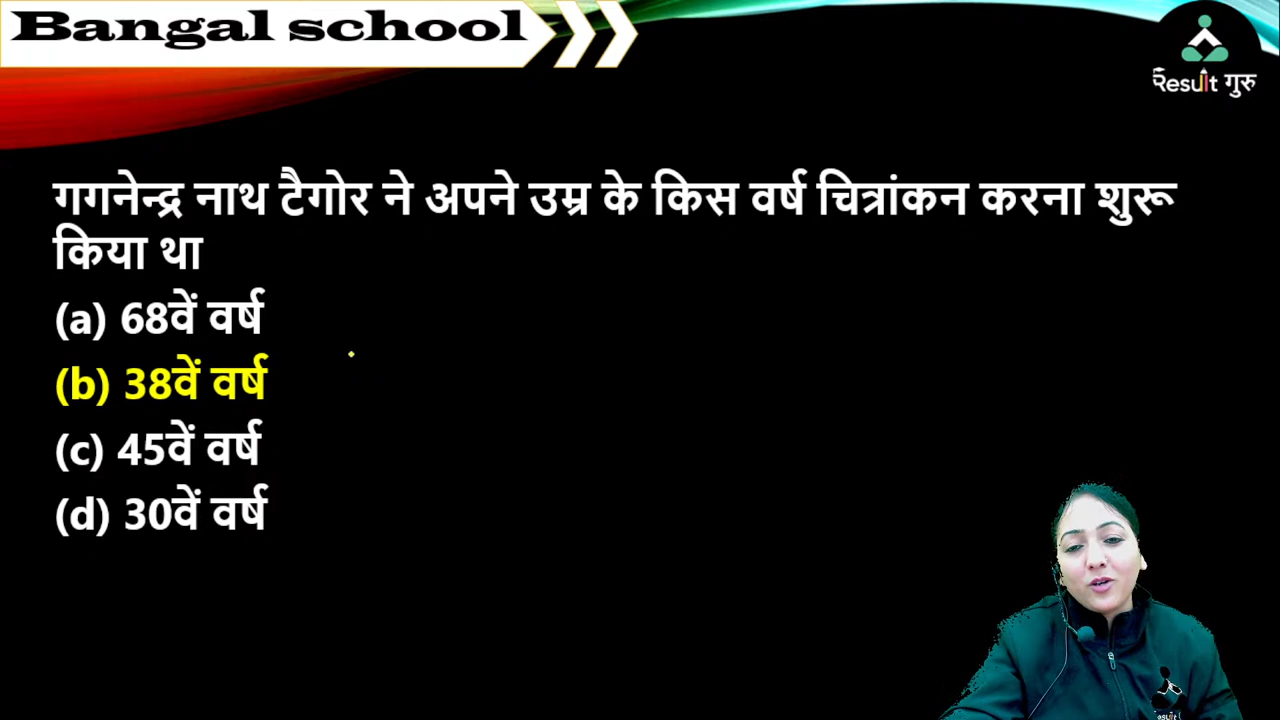 Bangal school
Result गुरु
गगनेन्द्र नाथ टैगोर ने अपने उम्र के किस वर्ष चित्रांकन करना शुरू
किया था
(a) 68वें वर्ष
(b) 38वें वर्ष
(c) 45वें वर्ष
(d) 30वें वर्ष